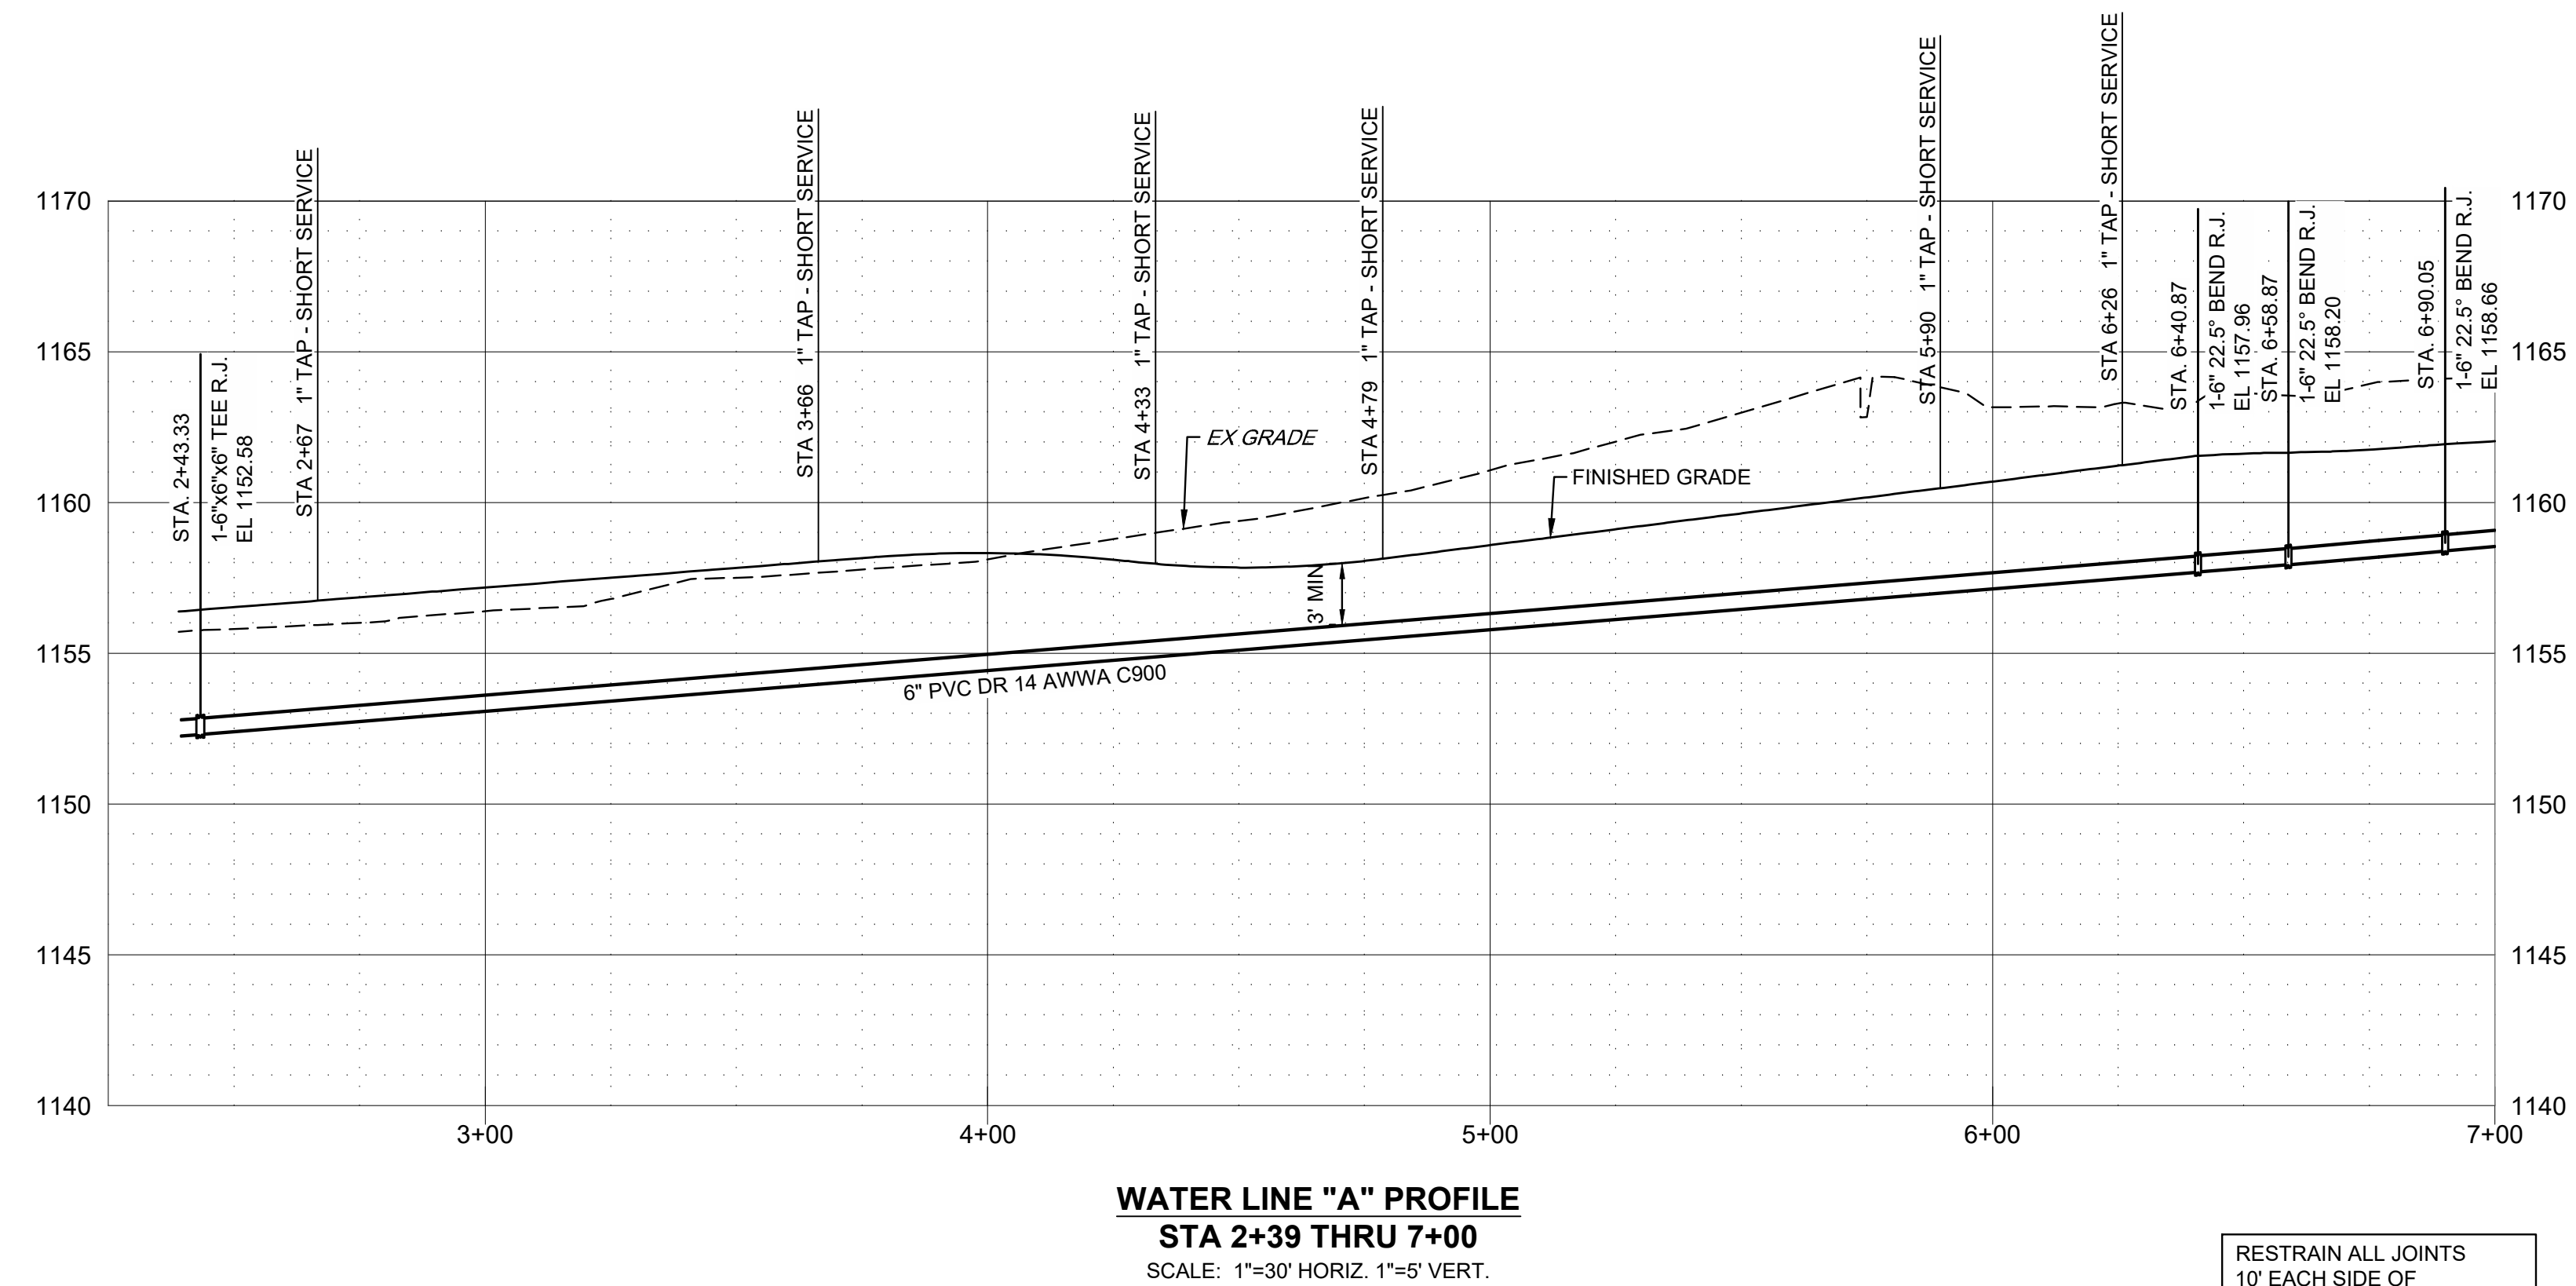 STA 2+67   1" TAP - SHORT SERVICE
STA 3+66   1" TAP - SHORT SERVICE
STA 4+33   1" TAP - SHORT SERVICE
STA 4+79   1" TAP - SHORT SERVICE
STA 5+90   1" TAP - SHORT SERVICE
STA 6+26   1" TAP - SHORT SERVICE
STA. 2+43.33
1-6"x6"x6" TEE R.J.
EL 1152.58
STA. 6+40.87
1-6" 22.5° BEND R.J.
EL 1157.96
STA. 6+58.87
1-6" 22.5° BEND R.J.
EL 1158.20
STA. 6+90.05
1-6" 22.5° BEND R.J.
EL 1158.66
1170
1170
1165
1165
EX GRADE
FINISHED GRADE
1160
1160
3' MIN.
1155
1155
6" PVC DR 14 AWWA C900
1150
1150
1145
1145
1140
1140
3+00
4+00
5+00
6+00
7+00
WATER LINE "A" PROFILE
STA 2+39 THRU 7+00
SCALE:  1"=30' HORIZ. 1"=5' VERT.
RESTRAIN ALL JOINTS
10' EACH SIDE OF